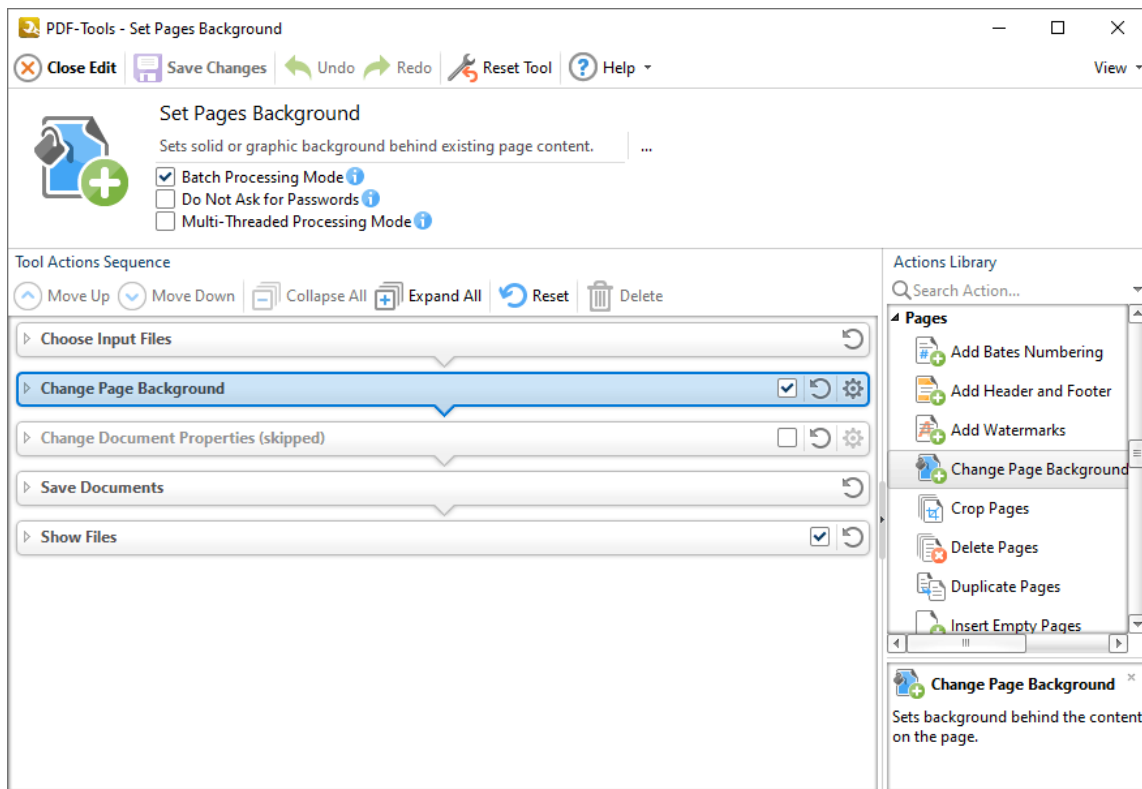 PDF-Tools - Set Pages Background
Close Edit Save Changes Undo Redo Reset Tool ? Help View
Set Pages Background
Sets solid or graphic background behind existing page content. ...
Batch Processing Mode i
Do Not Ask for Passwords i
Multi-Threaded Processing Mode i
Tool Actions Sequence
Move Up Move Down Collapse All Expand All Reset Delete
Choose Input Files
Change Page Background
Change Document Properties (skipped)
Save Documents
Show Files
Actions Library
Search Action...
Pages
# Add Bates Numbering
Add Header and Footer
Add Watermarks
Change Page Background
Crop Pages
Delete Pages
Duplicate Pages
Insert Empty Pages
Change Page Background
Sets background behind the content
on the page.